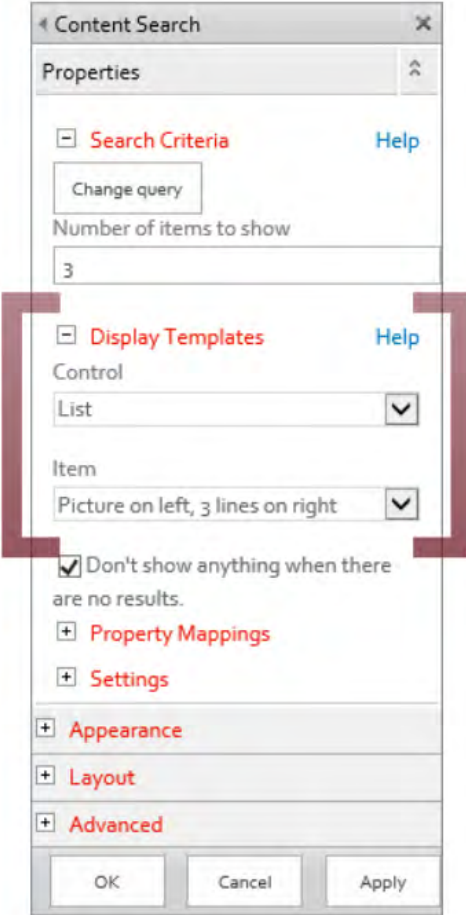 Content Search
Properties
Search Criteria Help
Change query
Number of items to show
3
Display Templates Help
Control
List
Item
Picture on left, 3 lines on right
Don't show anything when there
are no results.
Property Mappings
Settings
Appearance
Layout
Advanced
OK Cancel Apply